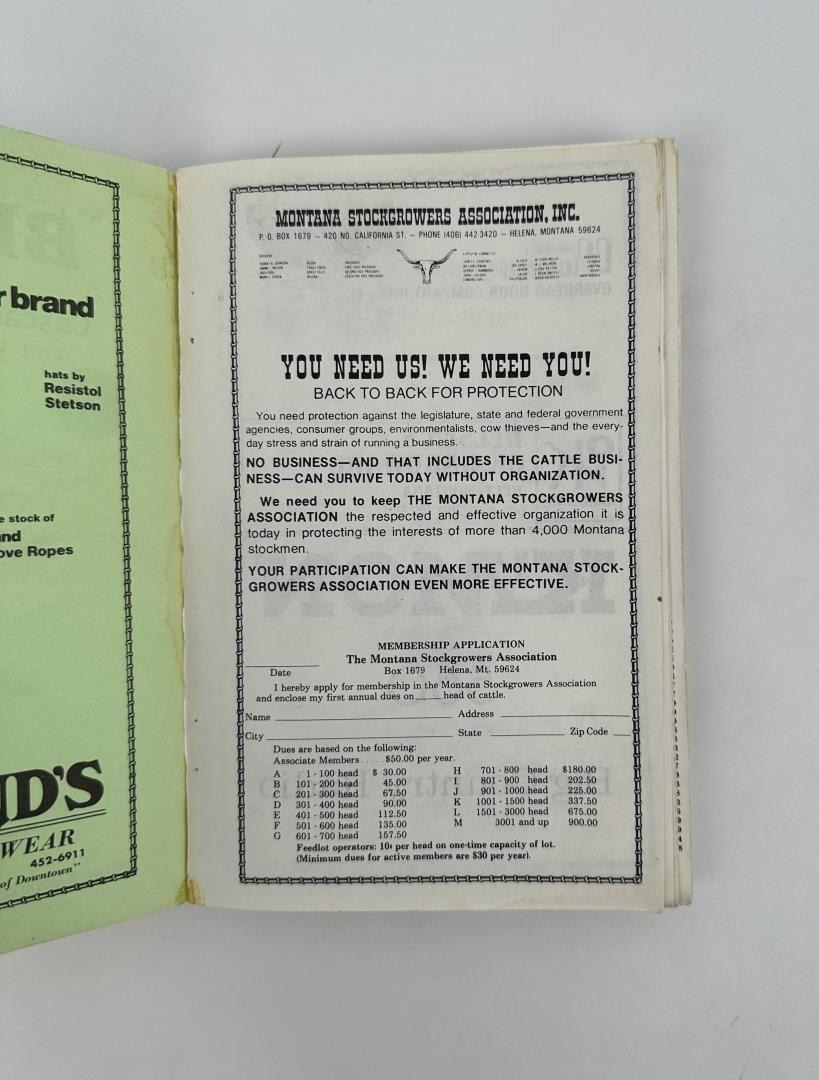 r brand
hats by
Resistol
Stetson
e stock of
nd
ove Ropes
ND'S
WEAR
452-6911
of Downtown"
MONTANA STOCKGROWERS ASSOCIATION, INC.
P. O. BOX 1679 – 420 NO. CALIFORNIA ST. – PHONE (406) 442-3420 – HELENA, MONTANA 59624
YOU NEED US! WE NEED YOU!
BACK TO BACK FOR PROTECTION
You need protection against the legislature, state and federal government
agencies, consumer groups, environmentalists, cow thieves—and the every-
day stress and strain of running a business.
NO BUSINESS—AND THAT INCLUDES THE CATTLE BUSI-
NESS—CAN SURVIVE TODAY WITHOUT ORGANIZATION.
We need you to keep THE MONTANA STOCKGROWERS
ASSOCIATION the respected and effective organization it is
today in protecting the interests of more than 4,000 Montana
stockmen.
YOUR PARTICIPATION CAN MAKE THE MONTANA STOCK-
GROWERS ASSOCIATION EVEN MORE EFFECTIVE.
MEMBERSHIP APPLICATION
The Montana Stockgrowers Association
Date Box 1679 Helena, Mt. 59624
I hereby apply for membership in the Montana Stockgrowers Association
and enclose my first annual dues on ____ head of cattle.
Name Address
City State Zip Code
Dues are based on the following:
Associate Members . . . . . $50.00 per year.
A 1 - 100 head $ 30.00 H 701 - 800 head $180.00
B 101 - 200 head 45.00 I 801 - 900 head 202.50
C 201 - 300 head 67.50 J 901 - 1000 head 225.00
D 301 - 400 head 90.00 K 1001 - 1500 head 337.50
E 401 - 500 head 112.50 L 1501 - 3000 head 675.00
F 501 - 600 head 135.00 M 3001 and up 900.00
G 601 - 700 head 157.50
Feedlot operators: 10¢ per head on one-time capacity of lot.
(Minimum dues for active members are $30 per year).